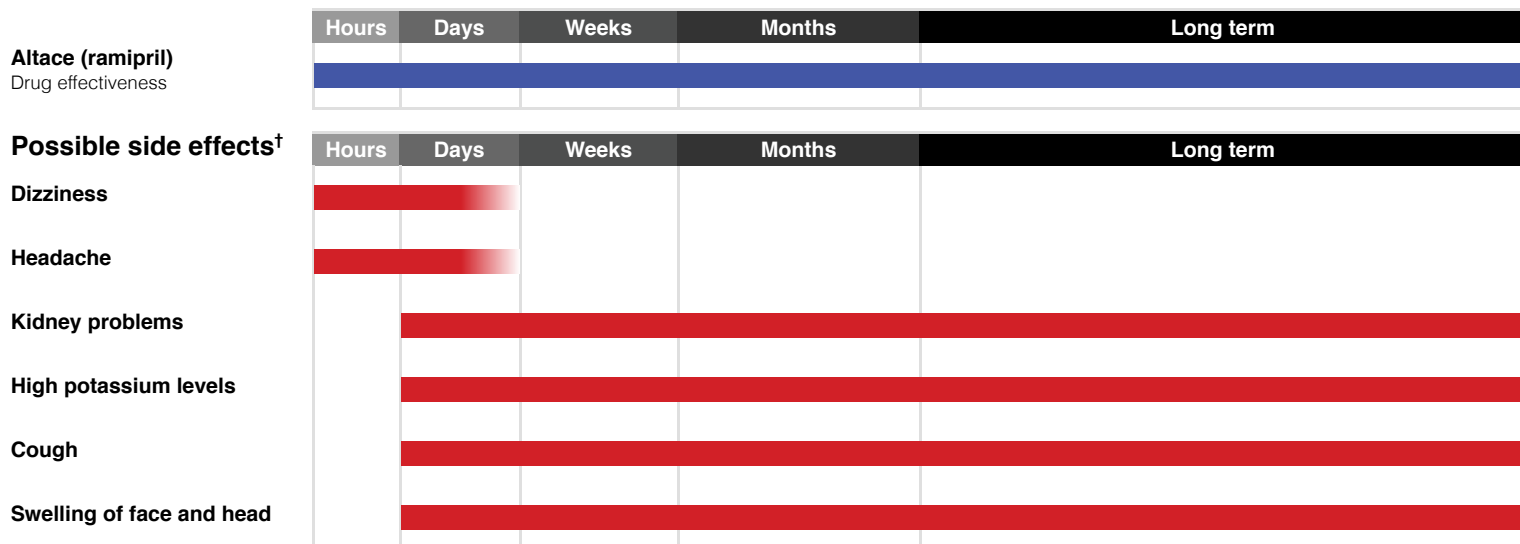 Hours Days Weeks Months Long term
Altace (ramipril)
Drug effectiveness
Possible side effects† Hours Days Weeks Months Long term
Dizziness
Headache
Kidney problems
High potassium levels
Cough
Swelling of face and head